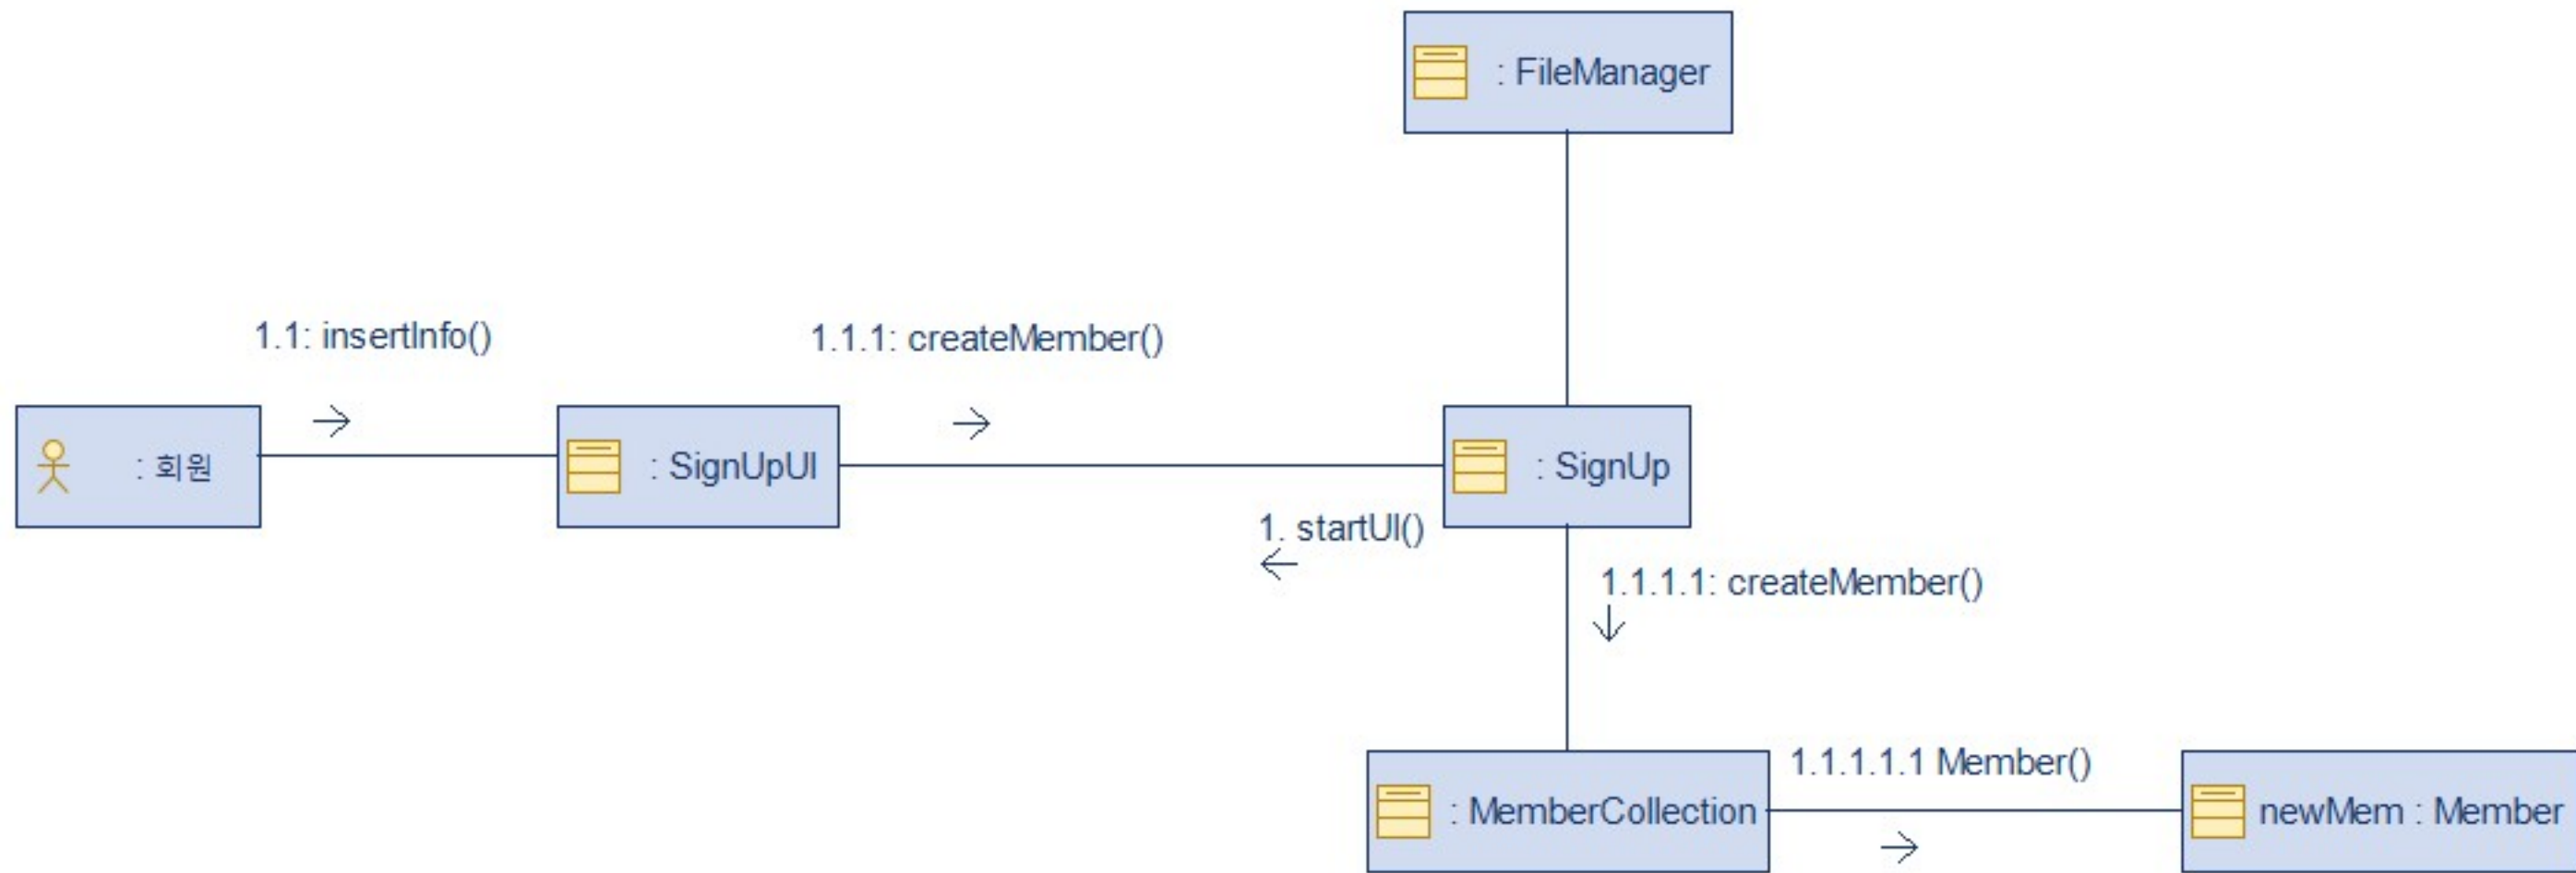 : FileManager
1.1: insertInfo()
1.1.1: createMember()
: 회원
: SignUpUI
: SignUp
1. startUI()
1.1.1.1: createMember()
1.1.1.1.1 Member()
: MemberCollection
newMem : Member